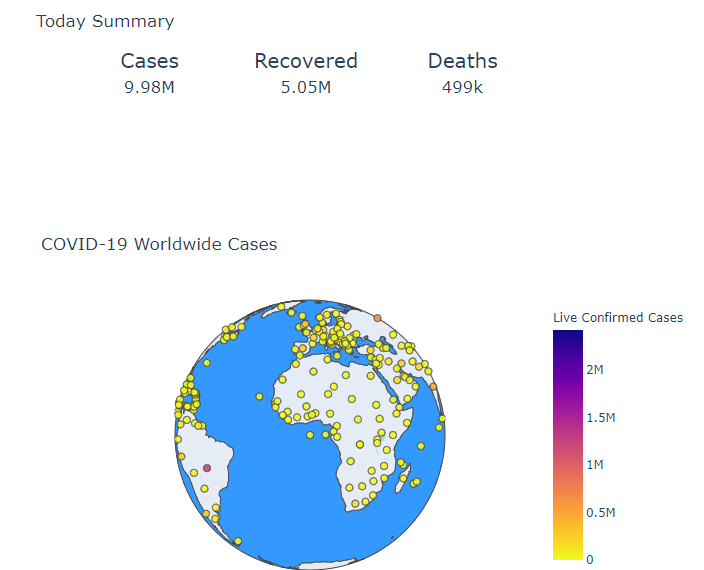 Today Summary
Cases Recovered Deaths
9.98M 5.05M 499k
COVID-19 Worldwide Cases
Live Confirmed Cases
2M
1.5M
1M
0.5M
0